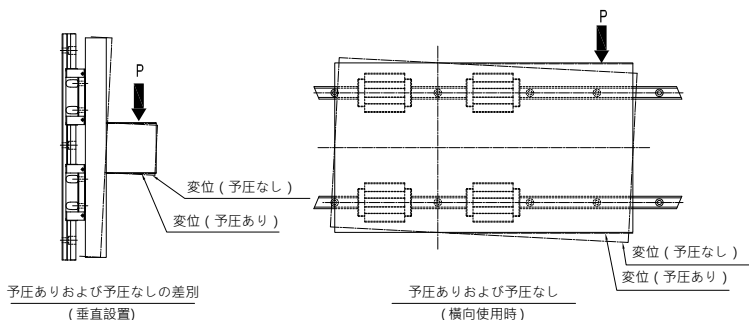 P
変位(予圧なし)
変位(予圧あり)
予圧ありおよび予圧なしの差別
(垂直設置)
P
変位(予圧なし)
変位(予圧あり)
予圧ありおよび予圧なし
(横向使用時)